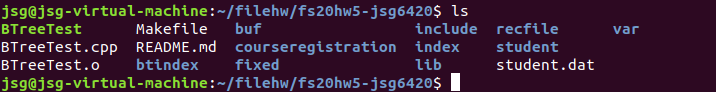 jsg@jsg-virtual-machine:~/filehw/fs20hw5-jsg6420$ ls
BTreeTest Makefile buf include recfile var
BTreeTest.cpp README.md courseregistration index student
BTreeTest.o btindex fixed lib student.dat
jsg@jsg-virtual-machine:~/filehw/fs20hw5-jsg6420$